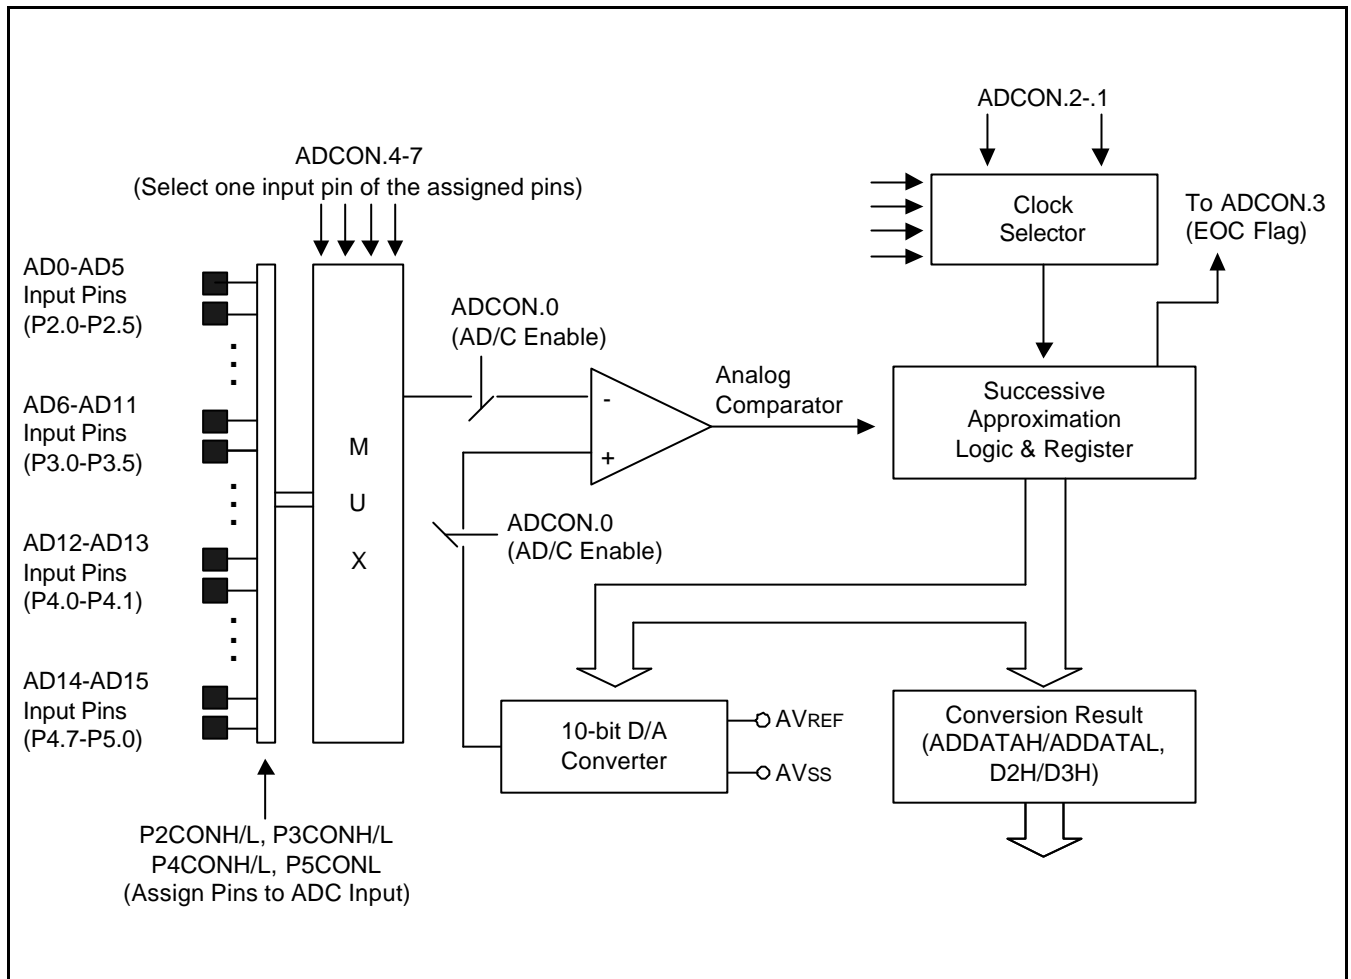 ADCON.2-.1
ADCON.4-7
(Select one input pin of the assigned pins)
Clock
Selector
To ADCON.3
(EOC Flag)
AD0-AD5
Input Pins
(P2.0-P2.5)
ADCON.0
(AD/C Enable)
Analog
Comparator
Successive
Approximation
Logic & Register
AD6-AD11
Input Pins
(P3.0-P3.5)
M
U
X
-
+
ADCON.0
(AD/C Enable)
AD12-AD13
Input Pins
(P4.0-P4.1)
AD14-AD15
Input Pins
(P4.7-P5.0)
10-bit D/A
Converter
AVREF
AVSS
Conversion Result
(ADDATAH/ADDATAL,
D2H/D3H)
P2CONH/L, P3CONH/L
P4CONH/L, P5CONL
(Assign Pins to ADC Input)